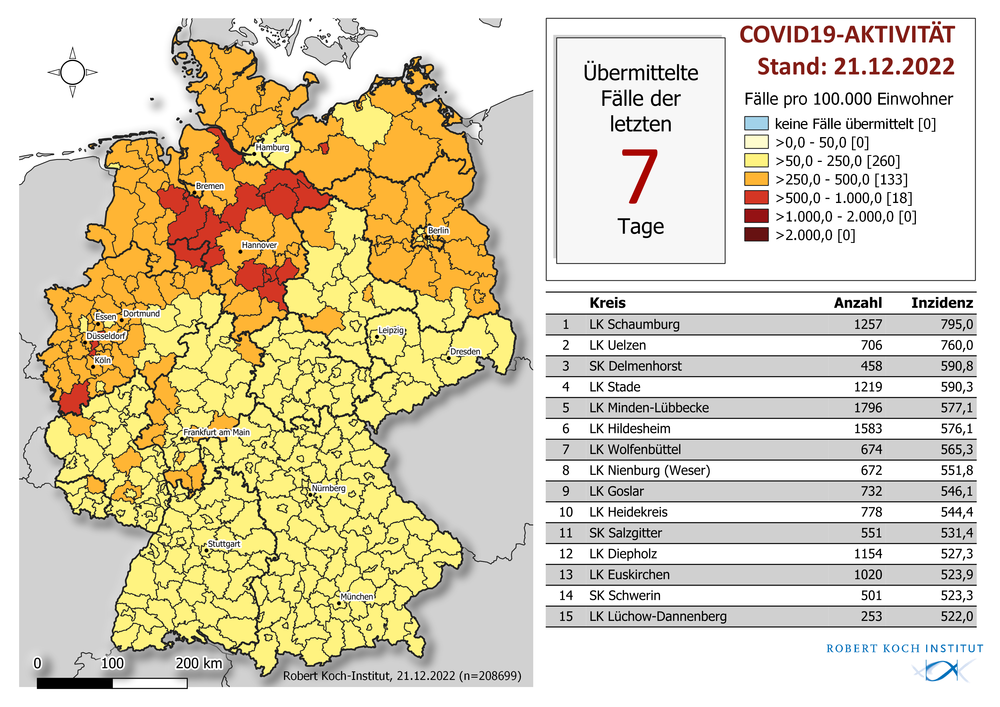 COVID19-AKTIVITÄT
Stand: 21.12.2022
Übermittelte
Fälle der
letzten
7
Tage
Fälle pro 100.000 Einwohner
keine Fälle übermittelt [0]
>0,0 - 50,0 [0]
>50,0 - 250,0 [260]
>250,0 - 500,0 [133]
>500,0 - 1.000,0 [18]
>1.000,0 - 2.000,0 [0]
>2.000,0 [0]
Hamburg
Bremen
Berlin
Hannover
Essen
Dortmund
Düsseldorf
Leipzig
Köln
Dresden
Frankfurt am Main
Nürnberg
Stuttgart
München
0 100 200 km
Robert Koch-Institut, 21.12.2022 (n=208699)
Kreis Anzahl Inzidenz
1 LK Schaumburg 1257 795,0
2 LK Uelzen 706 760,0
3 SK Delmenhorst 458 590,8
4 LK Stade 1219 590,3
5 LK Minden-Lübbecke 1796 577,1
6 LK Hildesheim 1583 576,1
7 LK Wolfenbüttel 674 565,3
8 LK Nienburg (Weser) 672 551,8
9 LK Goslar 732 546,1
10 LK Heidekreis 778 544,4
11 SK Salzgitter 551 531,4
12 LK Diepholz 1154 527,3
13 LK Euskirchen 1020 523,9
14 SK Schwerin 501 523,3
15 LK Lüchow-Dannenberg 253 522,0
ROBERT KOCH INSTITUT